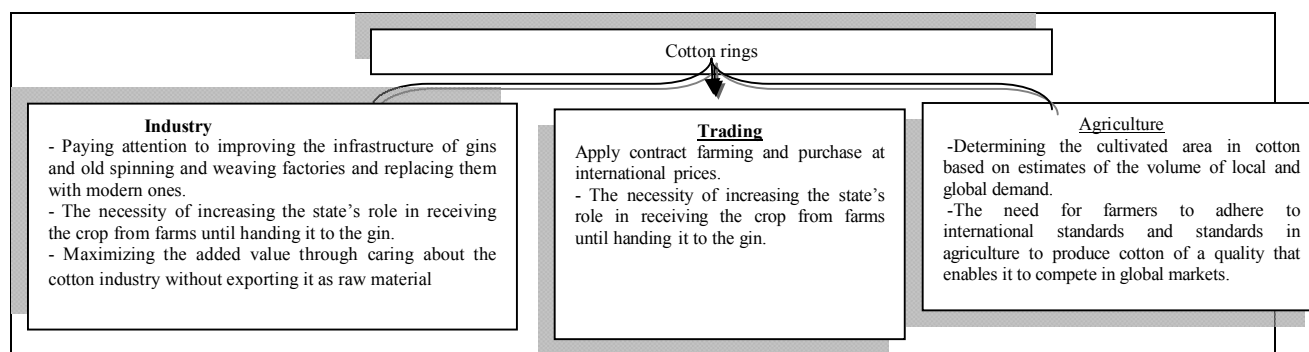 Cotton rings
Industry
- Paying attention to improving the infrastructure of gins
and old spinning and weaving factories and replacing them
with modern ones.
- The necessity of increasing the state's role in receiving
the crop from farms until handing it to the gin.
- Maximizing the added value through caring about the
cotton industry without exporting it as raw material
Trading
Apply contract farming and purchase at
international prices.
- The necessity of increasing the state's
role in receiving the crop from farms
until handing it to the gin.
Agriculture
-Determining the cultivated area in cotton
based on estimates of the volume of local and
global demand.
-The need for farmers to adhere to
international standards and standards in
agriculture to produce cotton of a quality that
enables it to compete in global markets.